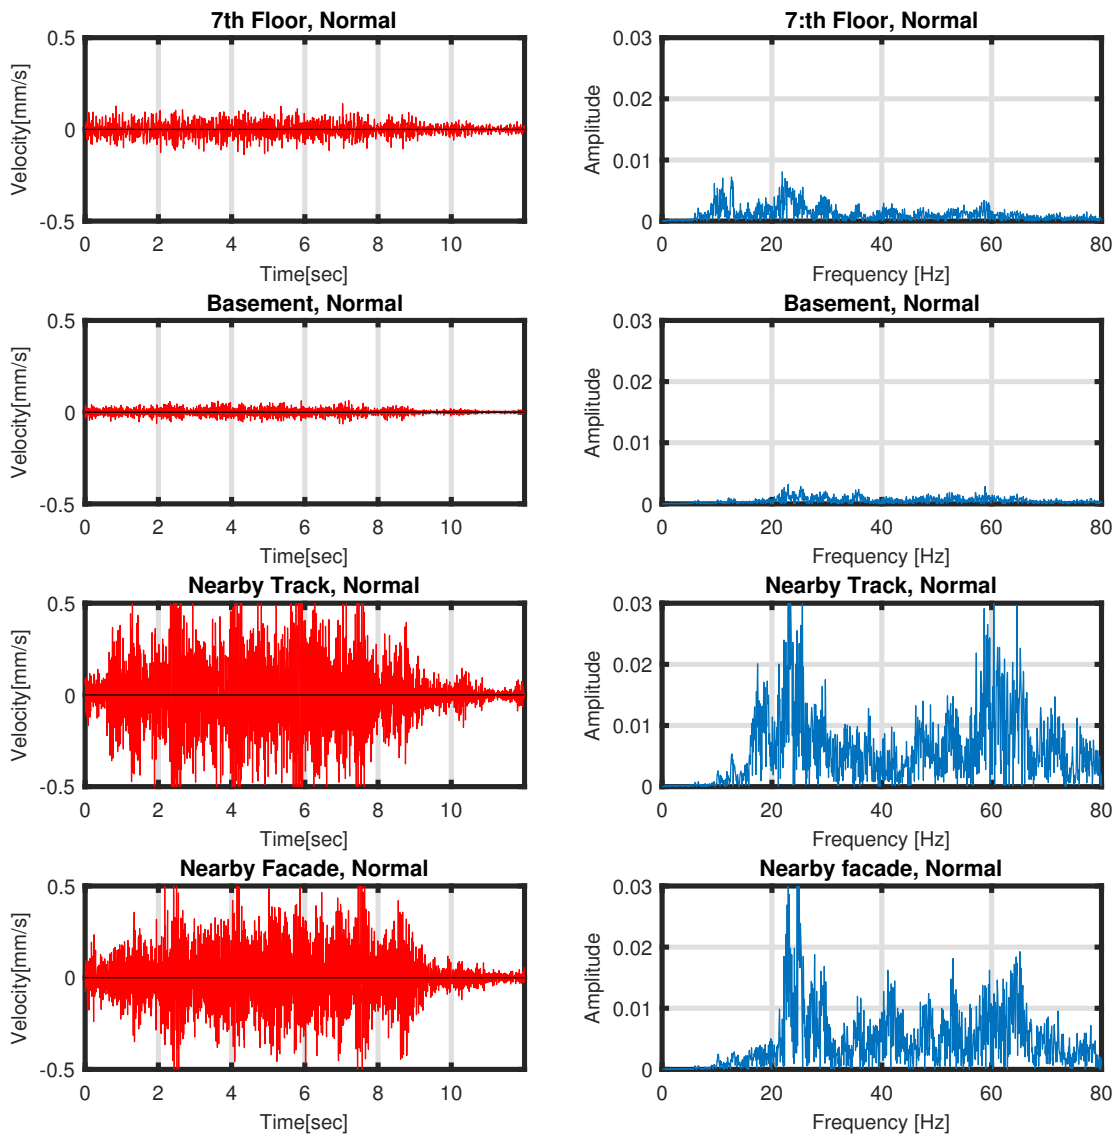 7th Floor, Normal
0.5
0
-0.5
Velocity[mm/s]
0 2 4 6 8 10
Time[sec]
7:th Floor, Normal
0.03
0.02
0.01
0
Amplitude
0 20 40 60 80
Frequency [Hz]
Basement, Normal
0.5
0
-0.5
Velocity[mm/s]
0 2 4 6 8 10
Time[sec]
Basement, Normal
0.03
0.02
0.01
0
Amplitude
0 20 40 60 80
Frequency [Hz]
Nearby Track, Normal
0.5
0
-0.5
Velocity[mm/s]
0 2 4 6 8 10
Time[sec]
Nearby Track, Normal
0.03
0.02
0.01
0
Amplitude
0 20 40 60 80
Frequency [Hz]
Nearby Facade, Normal
0.5
0
-0.5
Velocity[mm/s]
0 2 4 6 8 10
Time[sec]
Nearby facade, Normal
0.03
0.02
0.01
0
Amplitude
0 20 40 60 80
Frequency [Hz]